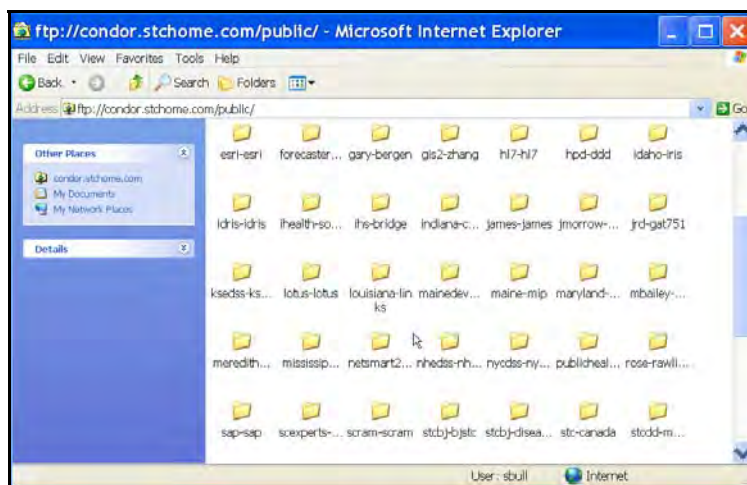 ftp://condor.stchome.com/public/ - Microsoft Internet Explorer
File Edit View Favorites Tools Help
Back Search Folders
Address ftp://condor.stchome.com/public/ Go
Other Places
condor.stchome.com
My Documents
My Network Places
Details
esri-esri forecaster... gary-bergen gis2-zhang hl7-hl7 hpd-ddd idaho-iris
idris-idris ihealth-so... ihs-bridge indiana-c... james-james jmorrow-... jrd-gat751
ksedss-ks... lotus-lotus louisiana-lin mainedev... maine-mip maryland-... mbailey-...
ks
meredith... mississip... netsmart2... nhedss-nh... nycdss-ny... publicheal... rose-rawli...
sap-sap scexperts-... scram-scram stcbj-bjstc stcbj-disea... stc-canada stcdd-m...
User: sbull Internet